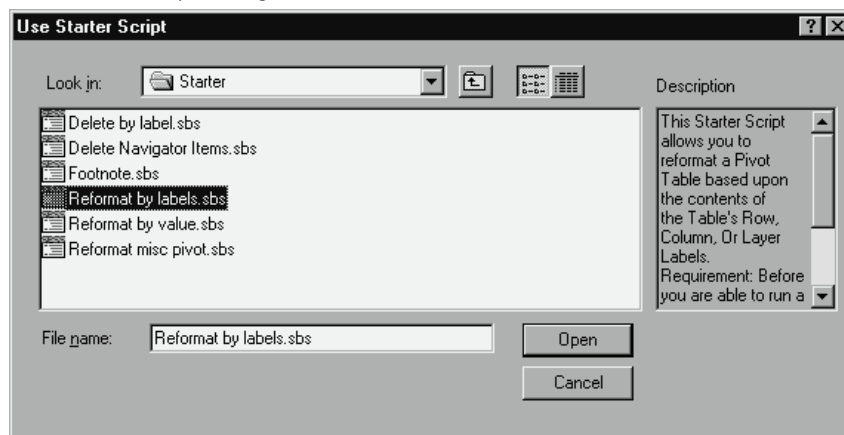 Use Starter Script
Look in:
Starter
Description
Delete by label.sbs
Delete Navigator Items.sbs
Footnote.sbs
Reformat by labels.sbs
Reformat by value.sbs
Reformat misc pivot.sbs
This Starter Script
allows you to
reformat a Pivot
Table based upon
the contents of
the Table's Row,
Column, Or Layer
Labels.
Requirement: Before
you are able to run a
File name:
Reformat by labels.sbs
Open
Cancel